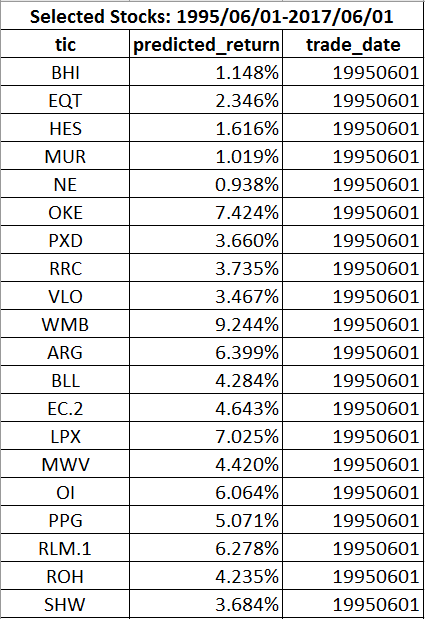 Selected Stocks: 1995/06/01-2017/06/01
tic predicted_return trade_date
BHI 1.148% 19950601
EQT 2.346% 19950601
HES 1.616% 19950601
MUR 1.019% 19950601
NE 0.938% 19950601
OKE 7.424% 19950601
PXD 3.660% 19950601
RRC 3.735% 19950601
VLO 3.467% 19950601
WMB 9.244% 19950601
ARG 6.399% 19950601
BLL 4.284% 19950601
EC.2 4.643% 19950601
LPX 7.025% 19950601
MWV 4.420% 19950601
OI 6.064% 19950601
PPG 5.071% 19950601
RLM.1 6.278% 19950601
ROH 4.235% 19950601
SHW 3.684% 19950601